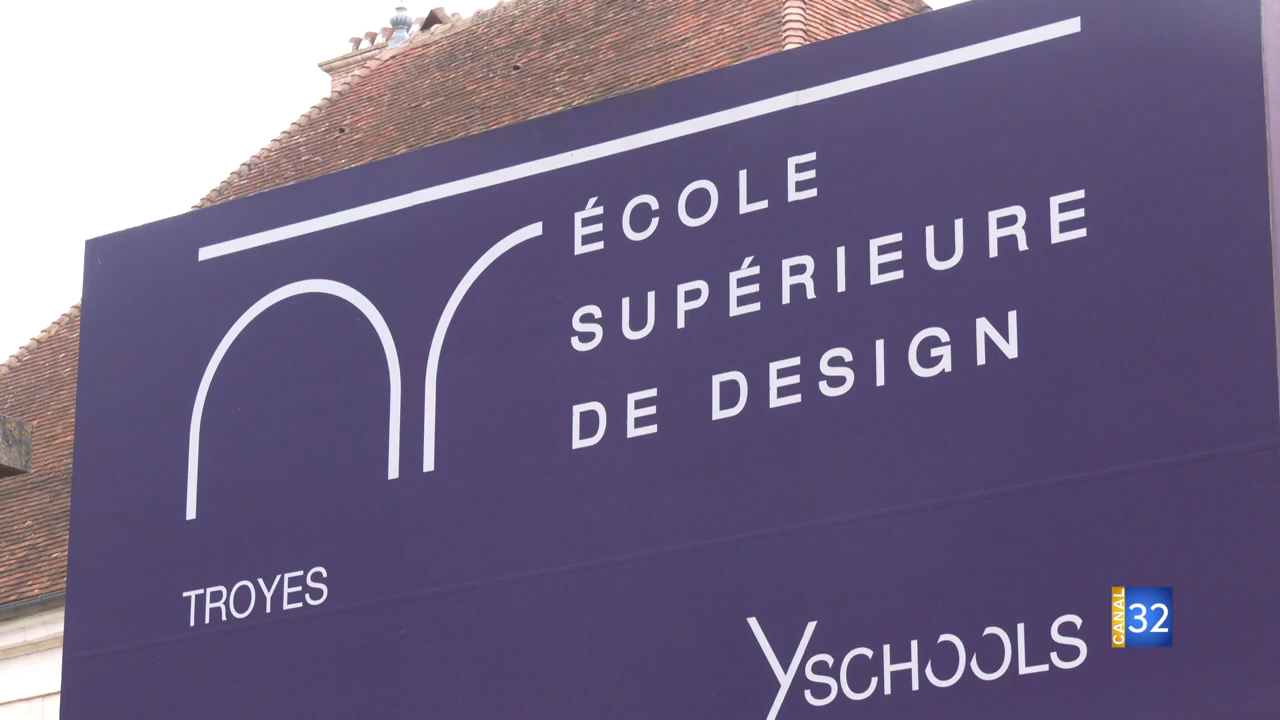 ÉCOLE
SUPÉRIEURE
DE DESIGN
TROYES
YSCHOOLS
CANAL 32